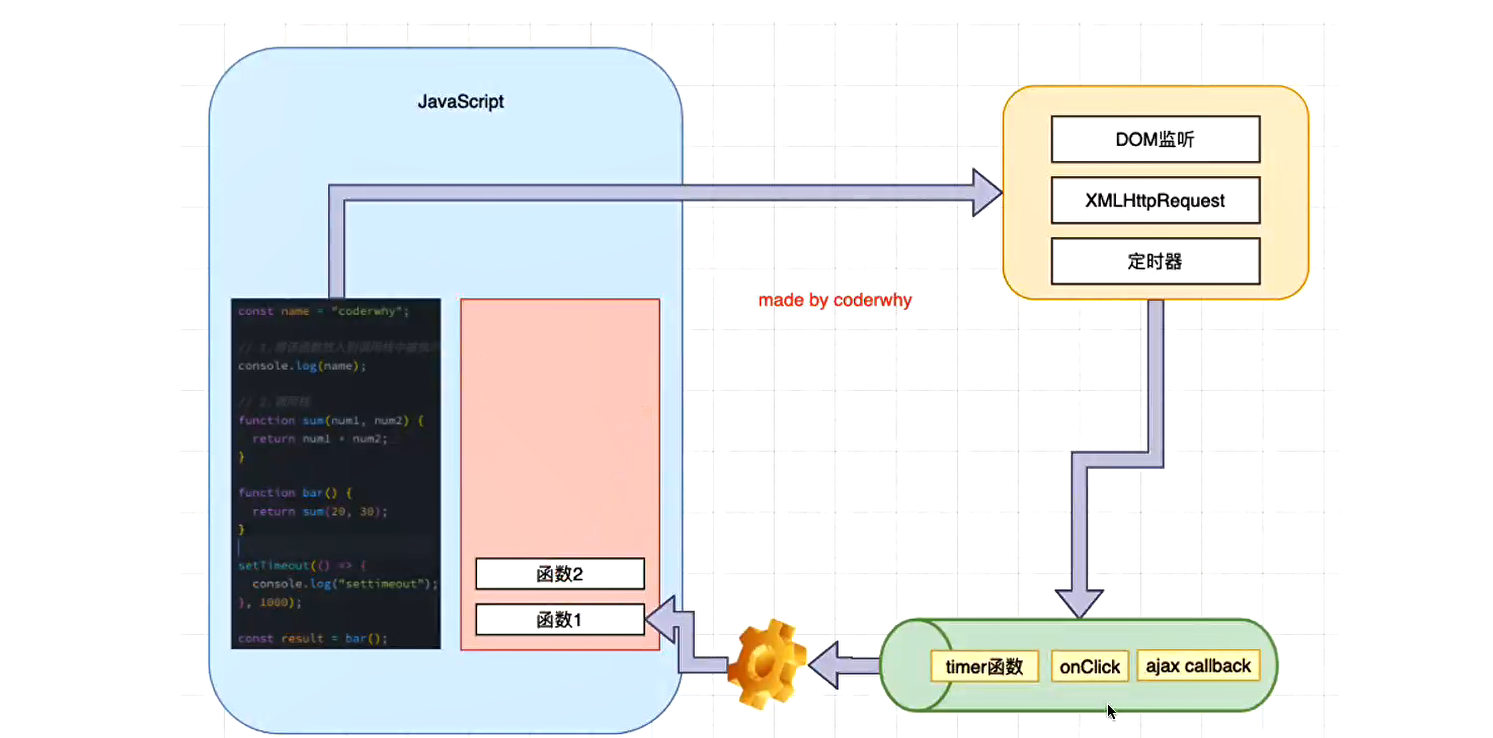 JavaScript
DOM监听
XMLHttpRequest
定时器
made by coderwhy
const name = "coderwhy";
console.log(name);
function sum(num1, num2) {
return num1 + num2;
}
function bar() {
return sum(20, 30);
}
setTimeout(() => {
console.log("settimeout");
}, 1000);
const result = bar();
函数2
函数1
timer函数
onClick
ajax callback